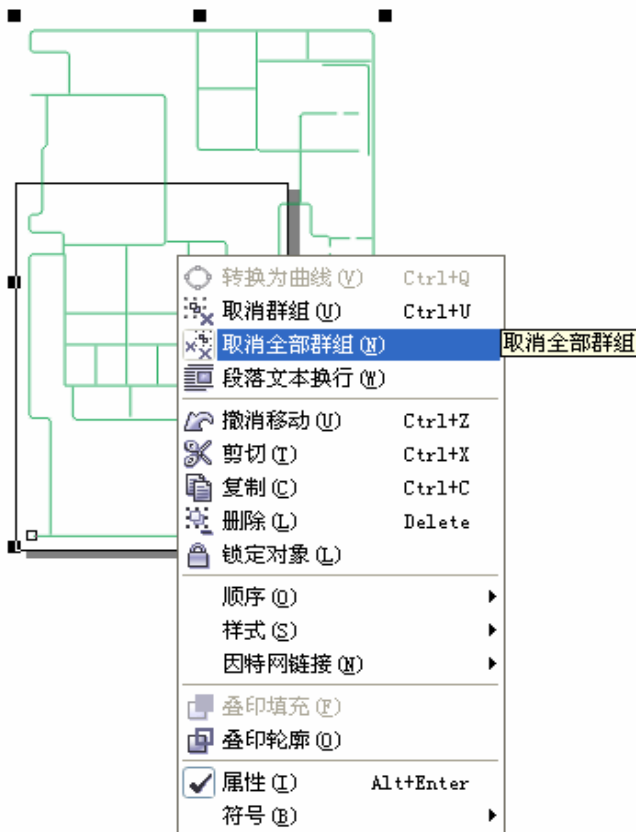 转换为曲线(V) Ctrl+Q
取消群组(U) Ctrl+U
取消全部群组(N) 取消全部群组
段落文本换行(W)
撤消移动(U) Ctrl+Z
剪切(T) Ctrl+X
复制(C) Ctrl+C
删除(L) Delete
锁定对象(L)
顺序(O)
样式(S)
因特网链接(N)
叠印填充(F)
叠印轮廓(O)
属性(I) Alt+Enter
符号(B)